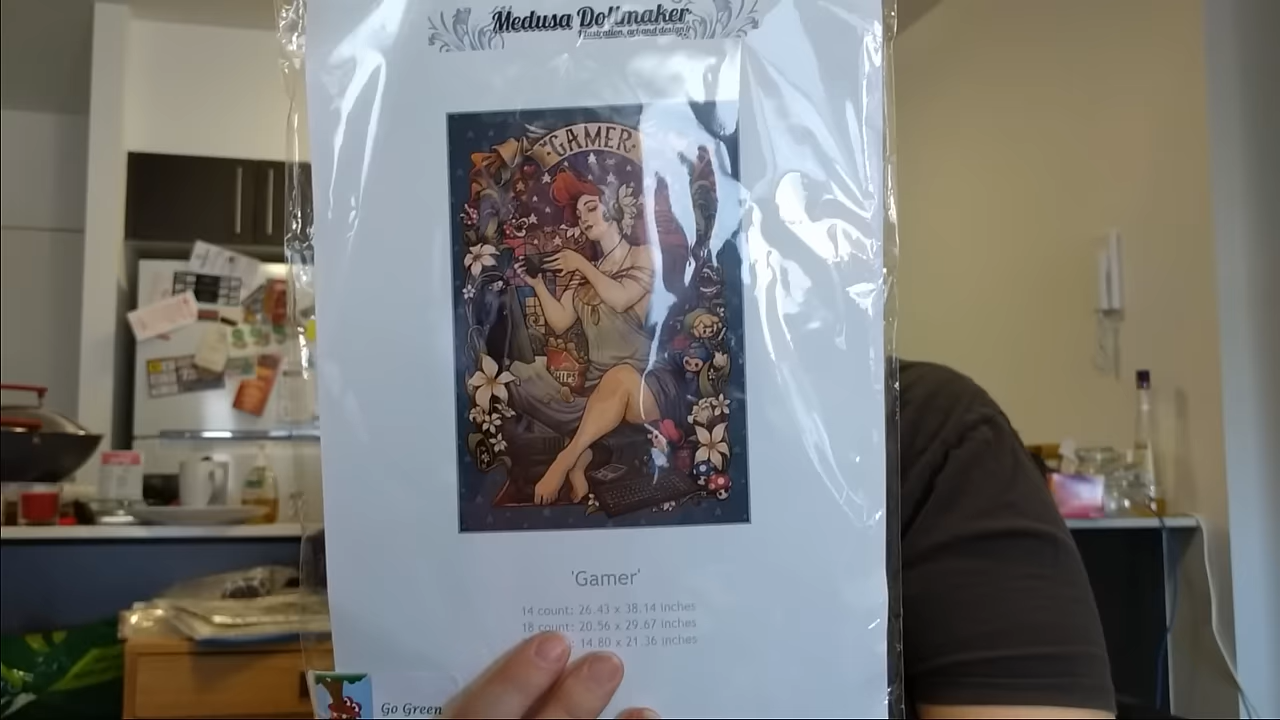 Medusa Dollmaker
Illustration, art and design
GAMER
CHIPS
'Gamer'
14 count: 26.43 x 38.14 inches
18 count: 20.56 x 29.67 inches
: 14.80 x 21.36 inches
Go Green